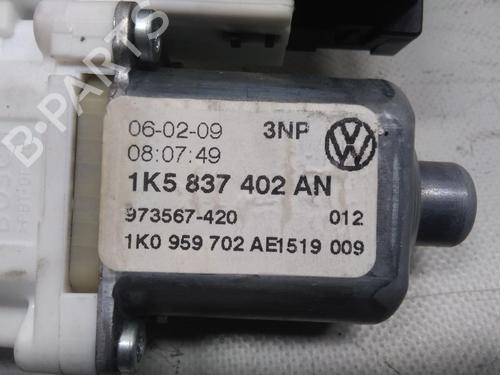 B-PARTS
06-02-09 3NP
08:07:49
1K5 837 402 AN
973567-420 012
1K0 959 702 AE1519 009